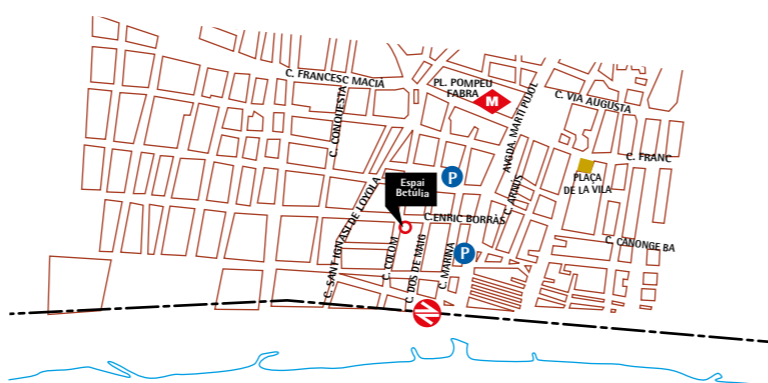 C. FRANCESC MACIÀ
PL. POMPEU
FABRA
M
C. VIA AUGUSTA
AVGDA. MARTÍ PUJOL
C. CONQUESTA
C. FRANC
P
PLAÇA
DE LA VILA
Espai
Betúlia
C. SANT IGNASI DE LOYOLA
C. ARNÚS
C.ENRIC BORRÀS
C. COLOM
C. DOS DE MAIG
C. MARINA
P
C. CANONGE BA